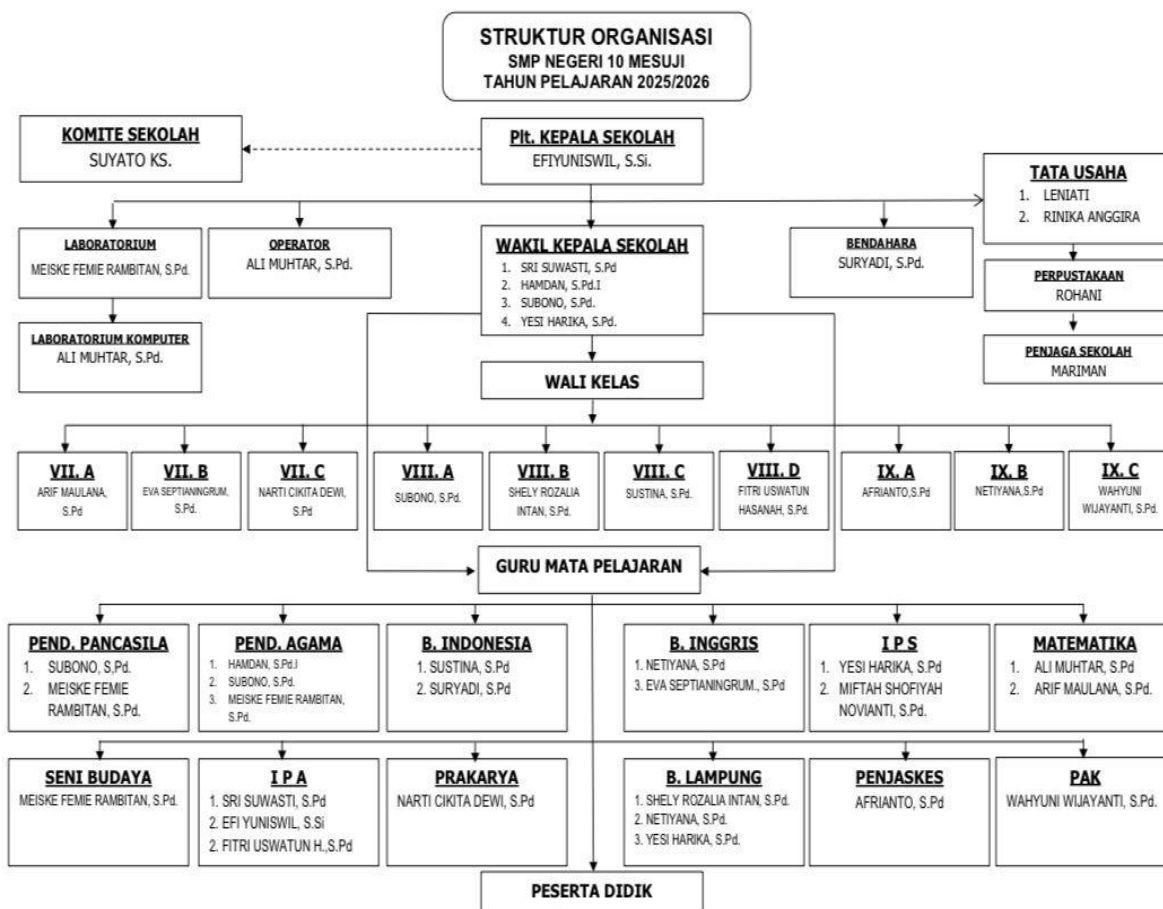 STRUKTUR ORGANISASI
SMP NEGERI 10 MESUJI
TAHUN PELAJARAN 2025/2026
KOMITE SEKOLAH
SUYATO KS.
Plt. KEPALA SEKOLAH
EFIYUNISWIL, S.Si.
TATA USAHA
1. LENIATI
2. RINIKA ANGGIRA
LABORATORIUM
MEISKE FEMIE RAMBITAN, S.Pd.
OPERATOR
ALI MUHTAR, S.Pd.
WAKIL KEPALA SEKOLAH
1. SRI SUWASTI, S.Pd
2. HAMDAN, S.Pd.I
3. SUBONO, S.Pd.
4. YESI HARIKA, S.Pd.
BENDAHARA
SURYADI, S.Pd.
PERPUSTAKAAN
ROHANI
LABORATORIUM KOMPUTER
ALI MUHTAR, S.Pd.
PENJAGA SEKOLAH
MARIMAN
WALI KELAS
VII. A
ARIF MAULANA,
S.Pd
VII. B
EVA SEPTIANINGRUM,
S.Pd.
VII. C
NARTI CIKITA DEWI,
S.Pd
VIII. A
SUBONO, S.Pd.
VIII. B
SHELY ROZALIA
INTAN, S.Pd.
VIII. C
SUSTINA, S.Pd.
VIII. D
FITRI USWATUN
HASANAH, S.Pd.
IX. A
AFRIANTO,S.Pd
IX. B
NETIYANA,S.Pd
IX. C
WAHYUNI
WIJAYANTI, S.Pd.
GURU MATA PELAJARAN
PEND. PANCASILA
1. SUBONO, S,Pd.
2. MEISKE FEMIE
RAMBITAN, S.Pd.
PEND. AGAMA
1. HAMDAN, S.Pd.I
2. SUBONO, S.Pd.
3. MEISKE FEMIE RAMBITAN,
S.Pd.
B. INDONESIA
1. SUSTINA, S.Pd
2. SURYADI, S.Pd
B. INGGRIS
1. NETIYANA, S.Pd
3. EVA SEPTIANINGRUM., S.Pd
I P S
1. YESI HARIKA, S.Pd
2. MIFTAH SHOFIYAH
NOVIANTI, S.Pd.
MATEMATIKA
1. ALI MUHTAR, S.Pd
2. ARIF MAULANA, S.Pd.
SENI BUDAYA
MEISKE FEMIE RAMBITAN, S.Pd.
I P A
1. SRI SUWASTI, S.Pd
2. EFI YUNISWIL, S.Si
2. FITRI USWATUN H.,S.Pd
PRAKARYA
NARTI CIKITA DEWI, S.Pd
B. LAMPUNG
1. SHELY ROZALIA INTAN, S.Pd.
2. NETIYANA, S.Pd.
3. YESI HARIKA, S.Pd.
PENJASKES
AFRIANTO, S.Pd
PAK
WAHYUNI WIJAYANTI, S.Pd.
PESERTA DIDIK